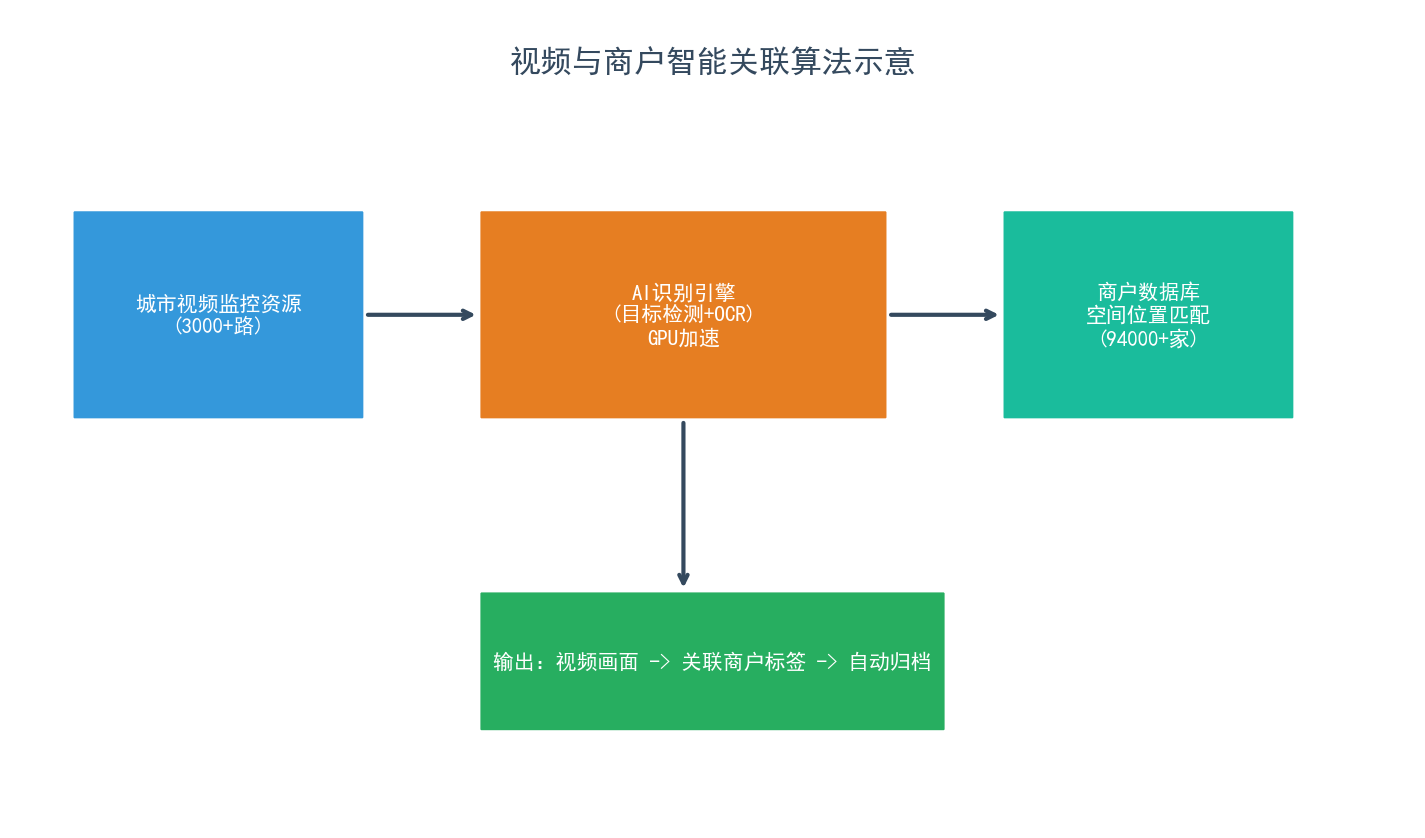 视频与商户智能关联算法示意
城市视频监控资源
(3000+路)
AI识别引擎
(目标检测+OCR)
GPU加速
商户数据库
空间位置匹配
(94000+家)
输出：视频画面 -> 关联商户标签 -> 自动归档